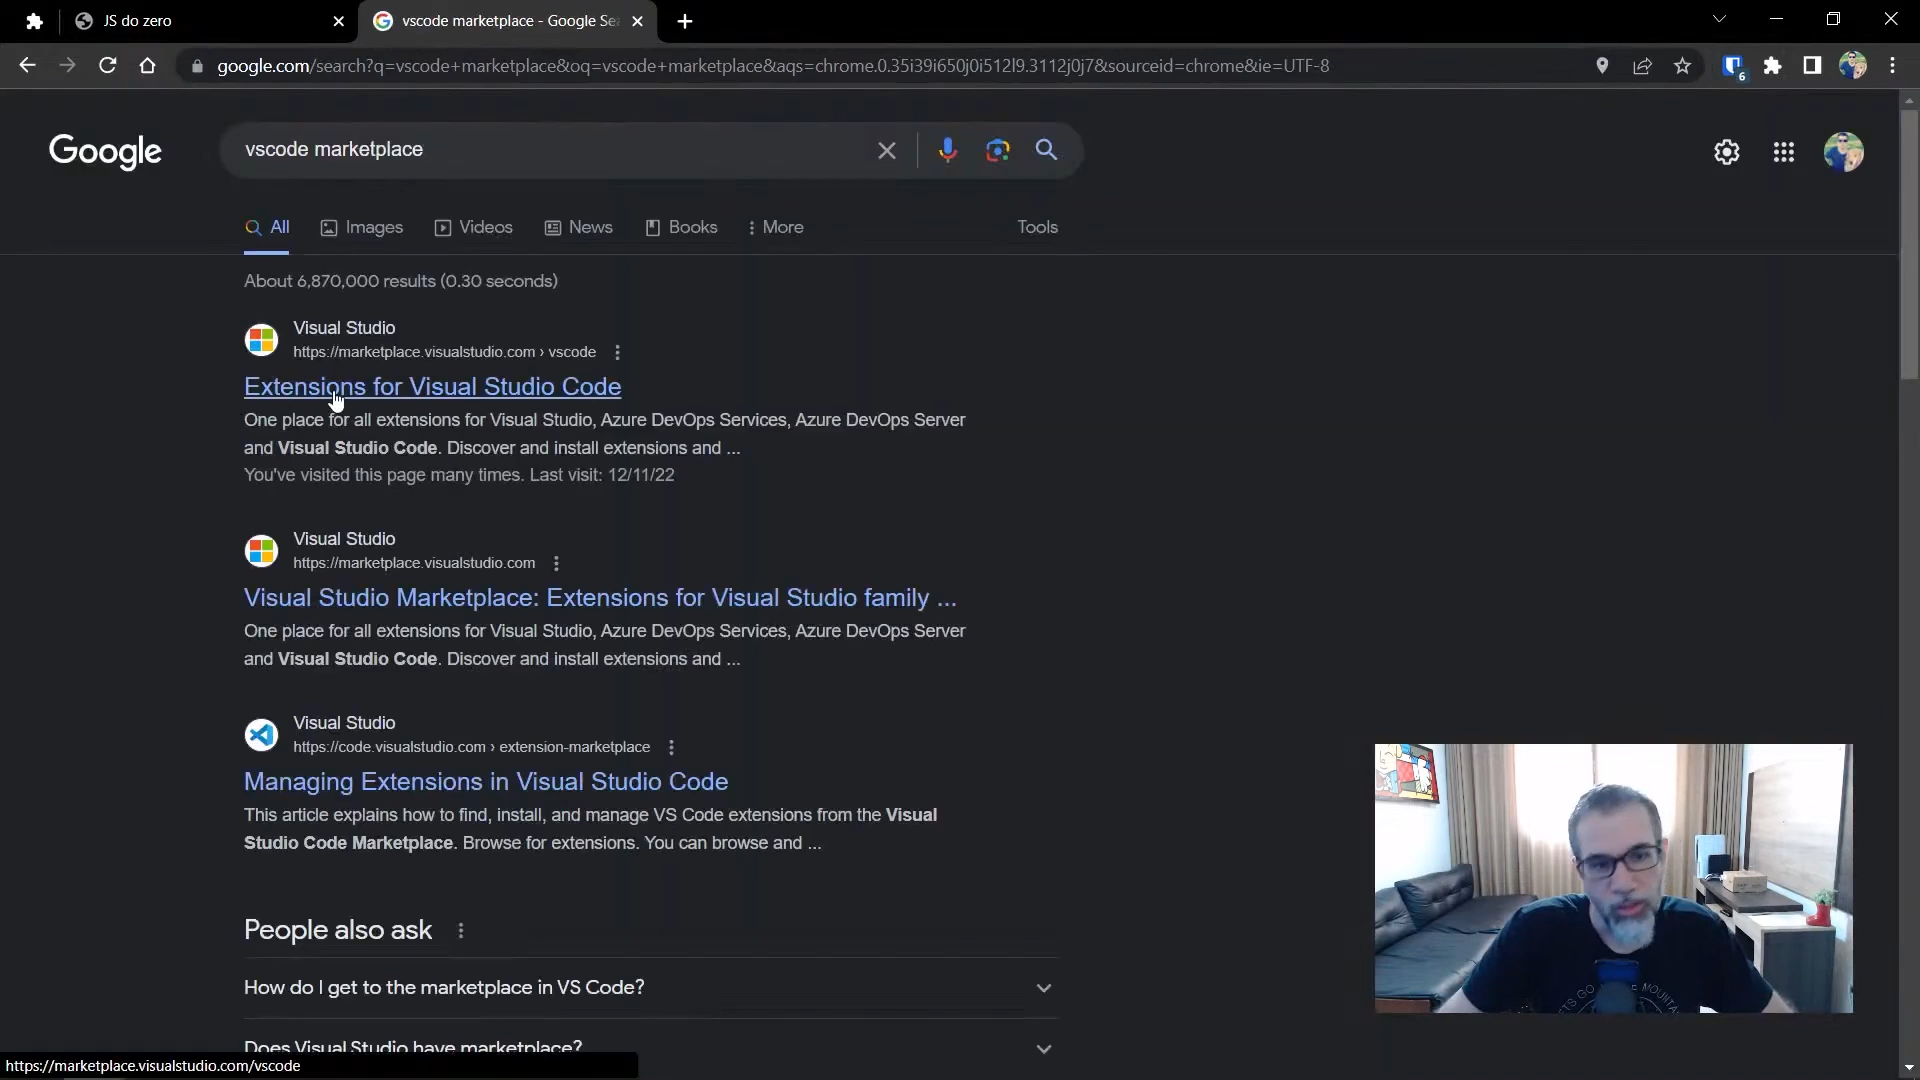 JS do zero
vscode marketplace - Google Sea
google.com/search?q=vscode+marketplace&oq=vscode+marketplace&aqs=chrome.0.35i39i650j0i512l9.3112j0j7&sourceid=chrome&ie=UTF-8
6
Google
vscode marketplace
All
Images
Videos
News
Books
More
Tools
About 6,870,000 results (0.30 seconds)
Visual Studio
https://marketplace.visualstudio.com › vscode
Extensions for Visual Studio Code
One place for all extensions for Visual Studio, Azure DevOps Services, Azure DevOps Server
and Visual Studio Code. Discover and install extensions and ...
You've visited this page many times. Last visit: 12/11/22
Visual Studio
https://marketplace.visualstudio.com
Visual Studio Marketplace: Extensions for Visual Studio family ...
One place for all extensions for Visual Studio, Azure DevOps Services, Azure DevOps Server
and Visual Studio Code. Discover and install extensions and ...
Visual Studio
https://code.visualstudio.com › extension-marketplace
Managing Extensions in Visual Studio Code
This article explains how to find, install, and manage VS Code extensions from the Visual
Studio Code Marketplace. Browse for extensions. You can browse and ...
People also ask
How do I get to the marketplace in VS Code?
Does Visual Studio have marketplace?
https://marketplace.visualstudio.com/vscode